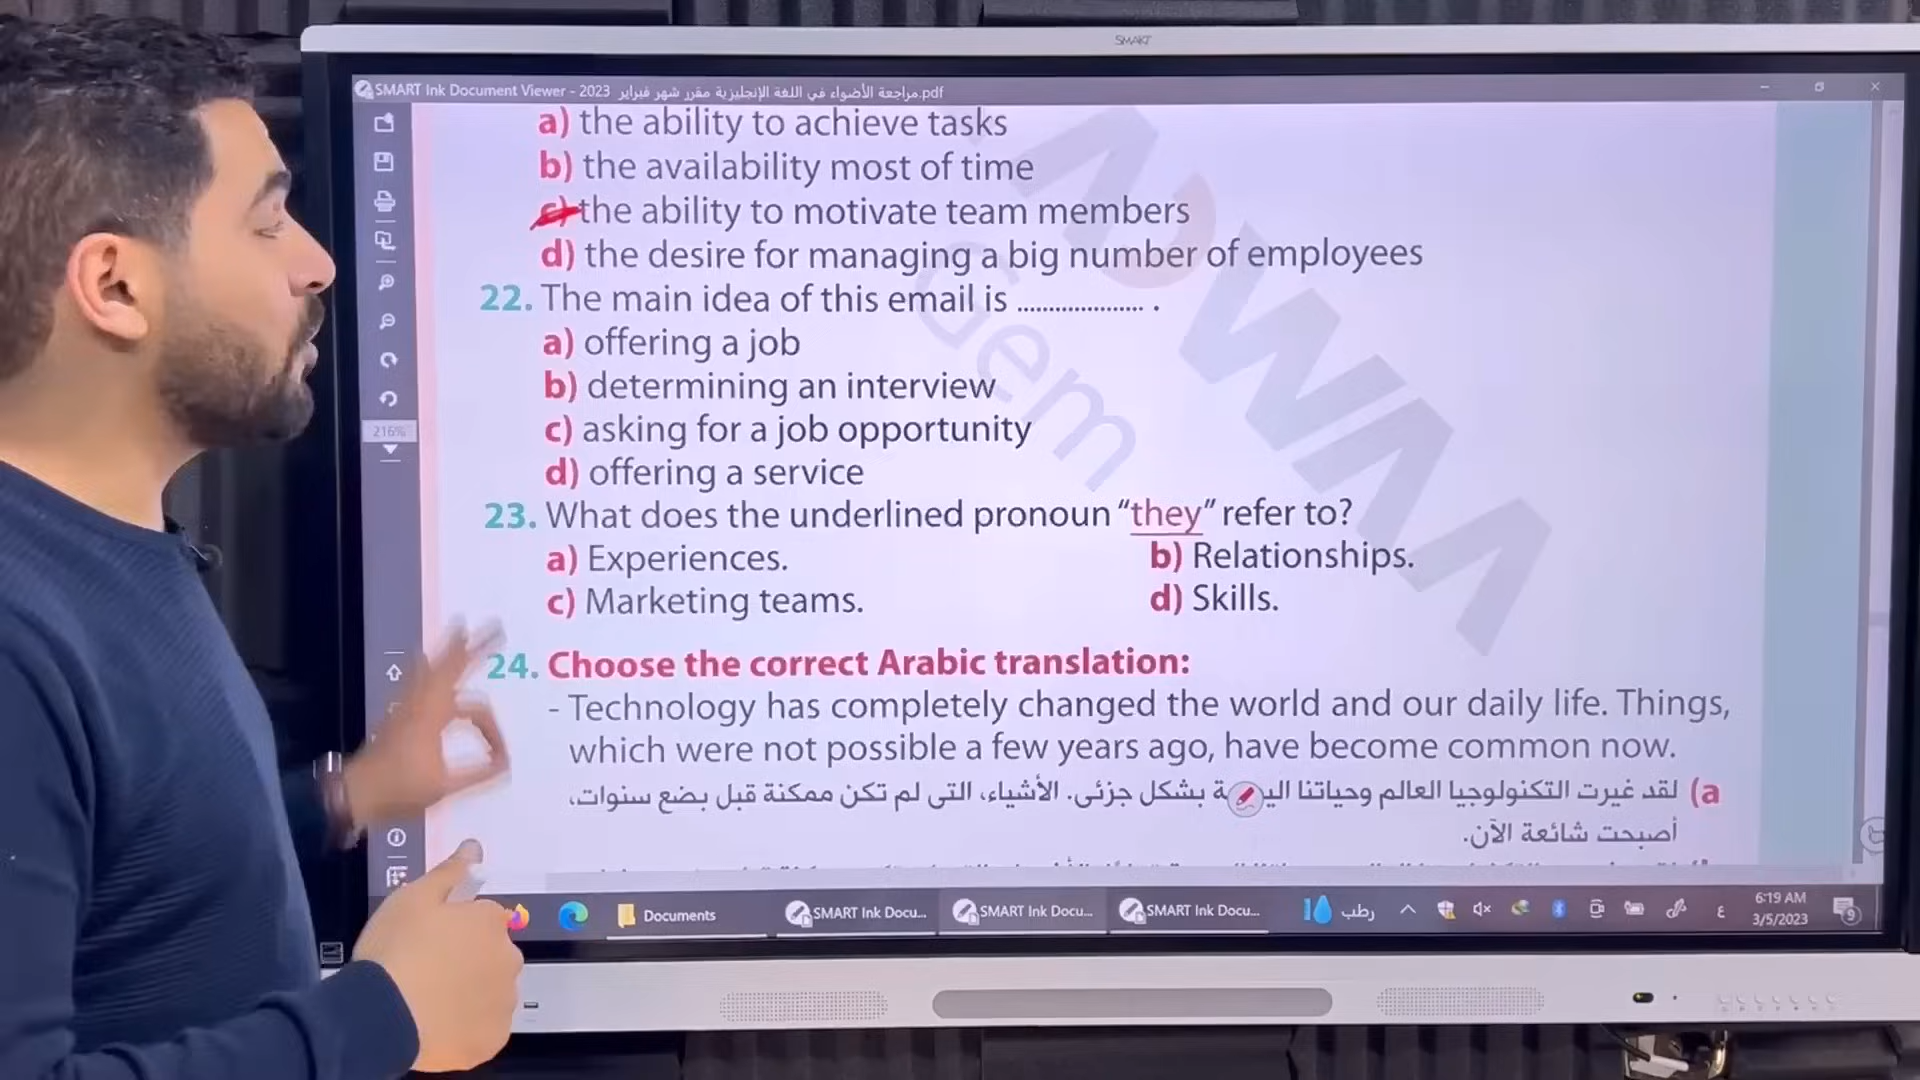 SMART
SMART Ink Document Viewer - 2023 مراجعة الأضواء في اللغة الإنجليزية مقرر شهر فبراير.pdf
a) the ability to achieve tasks
b) the availability most of time
c) the ability to motivate team members
d) the desire for managing a big number of employees
22. The main idea of this email is .................... .
a) offering a job
b) determining an interview
c) asking for a job opportunity
d) offering a service
23. What does the underlined pronoun “they” refer to?
a) Experiences.
b) Relationships.
c) Marketing teams.
d) Skills.
24. Choose the correct Arabic translation:
- Technology has completely changed the world and our daily life. Things,
which were not possible a few years ago, have become common now.
a) لقد غيرت التكنولوجيا العالم وحياتنا بشكل جزئى. الأشياء، التى لم تكن ممكنة قبل بضع سنوات،
أصبحت شائعة الآن.
ADWAA
Gem
216%
Documents
SMART Ink Docu...
SMART Ink Docu...
SMART Ink Docu...
رطب
ع
6:19 AM
3/5/2023
9